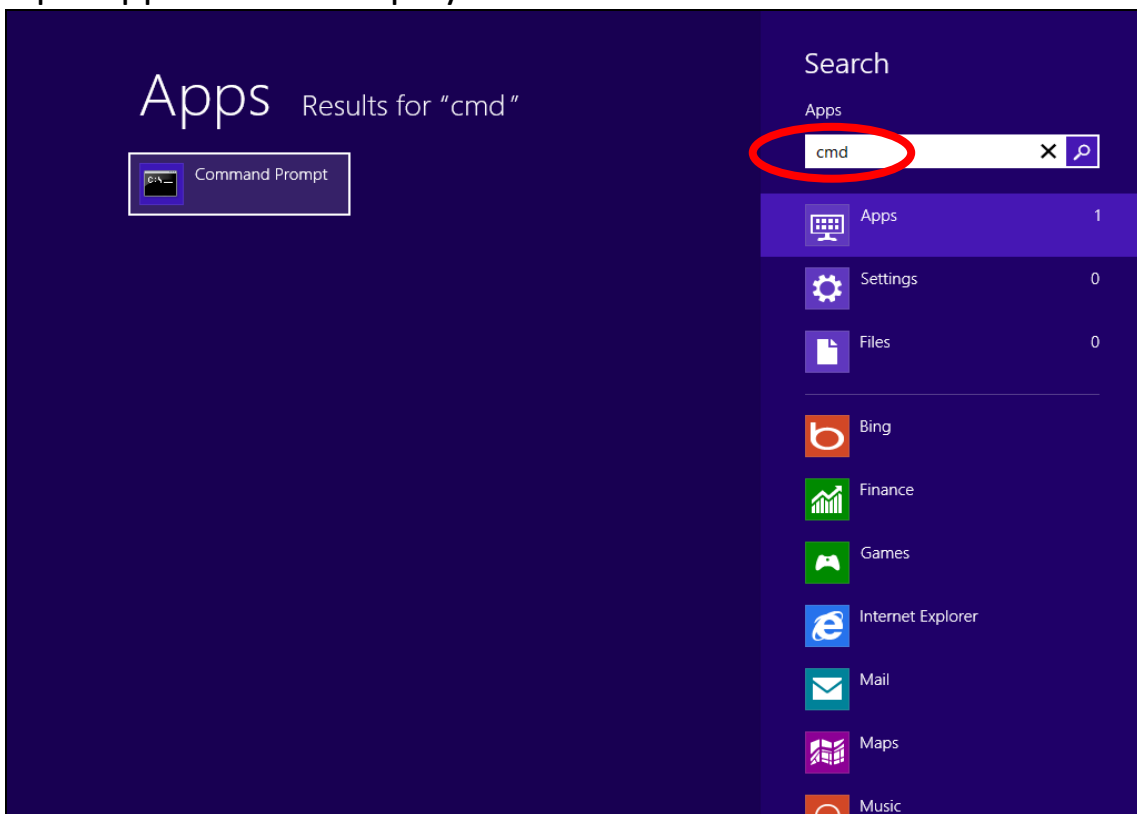 Apps Results for “cmd”
Command Prompt
C:\_
Search
Apps
cmd
Apps 1
Settings 0
Files 0
Bing
Finance
Games
Internet Explorer
Mail
Maps
Music